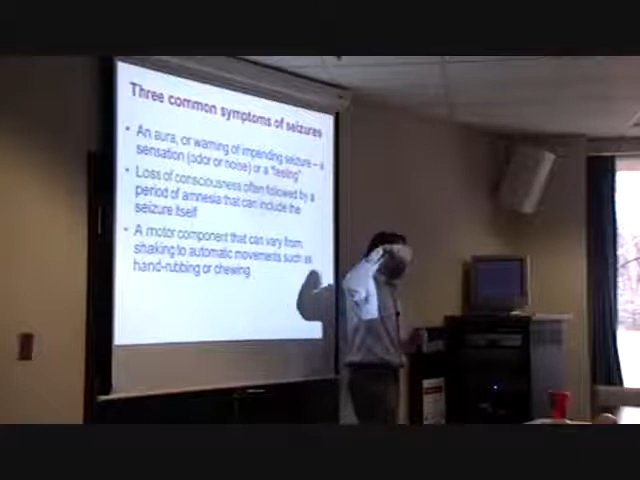 Three common symptoms of seizures
• An aura, or warning of impending seizure – a
sensation (odor or noise) or a "feeling"
• Loss of consciousness often followed by a
period of amnesia that can include the
seizure itself
• A motor component that can vary from
shaking to automatic movements such as
hand-rubbing or chewing